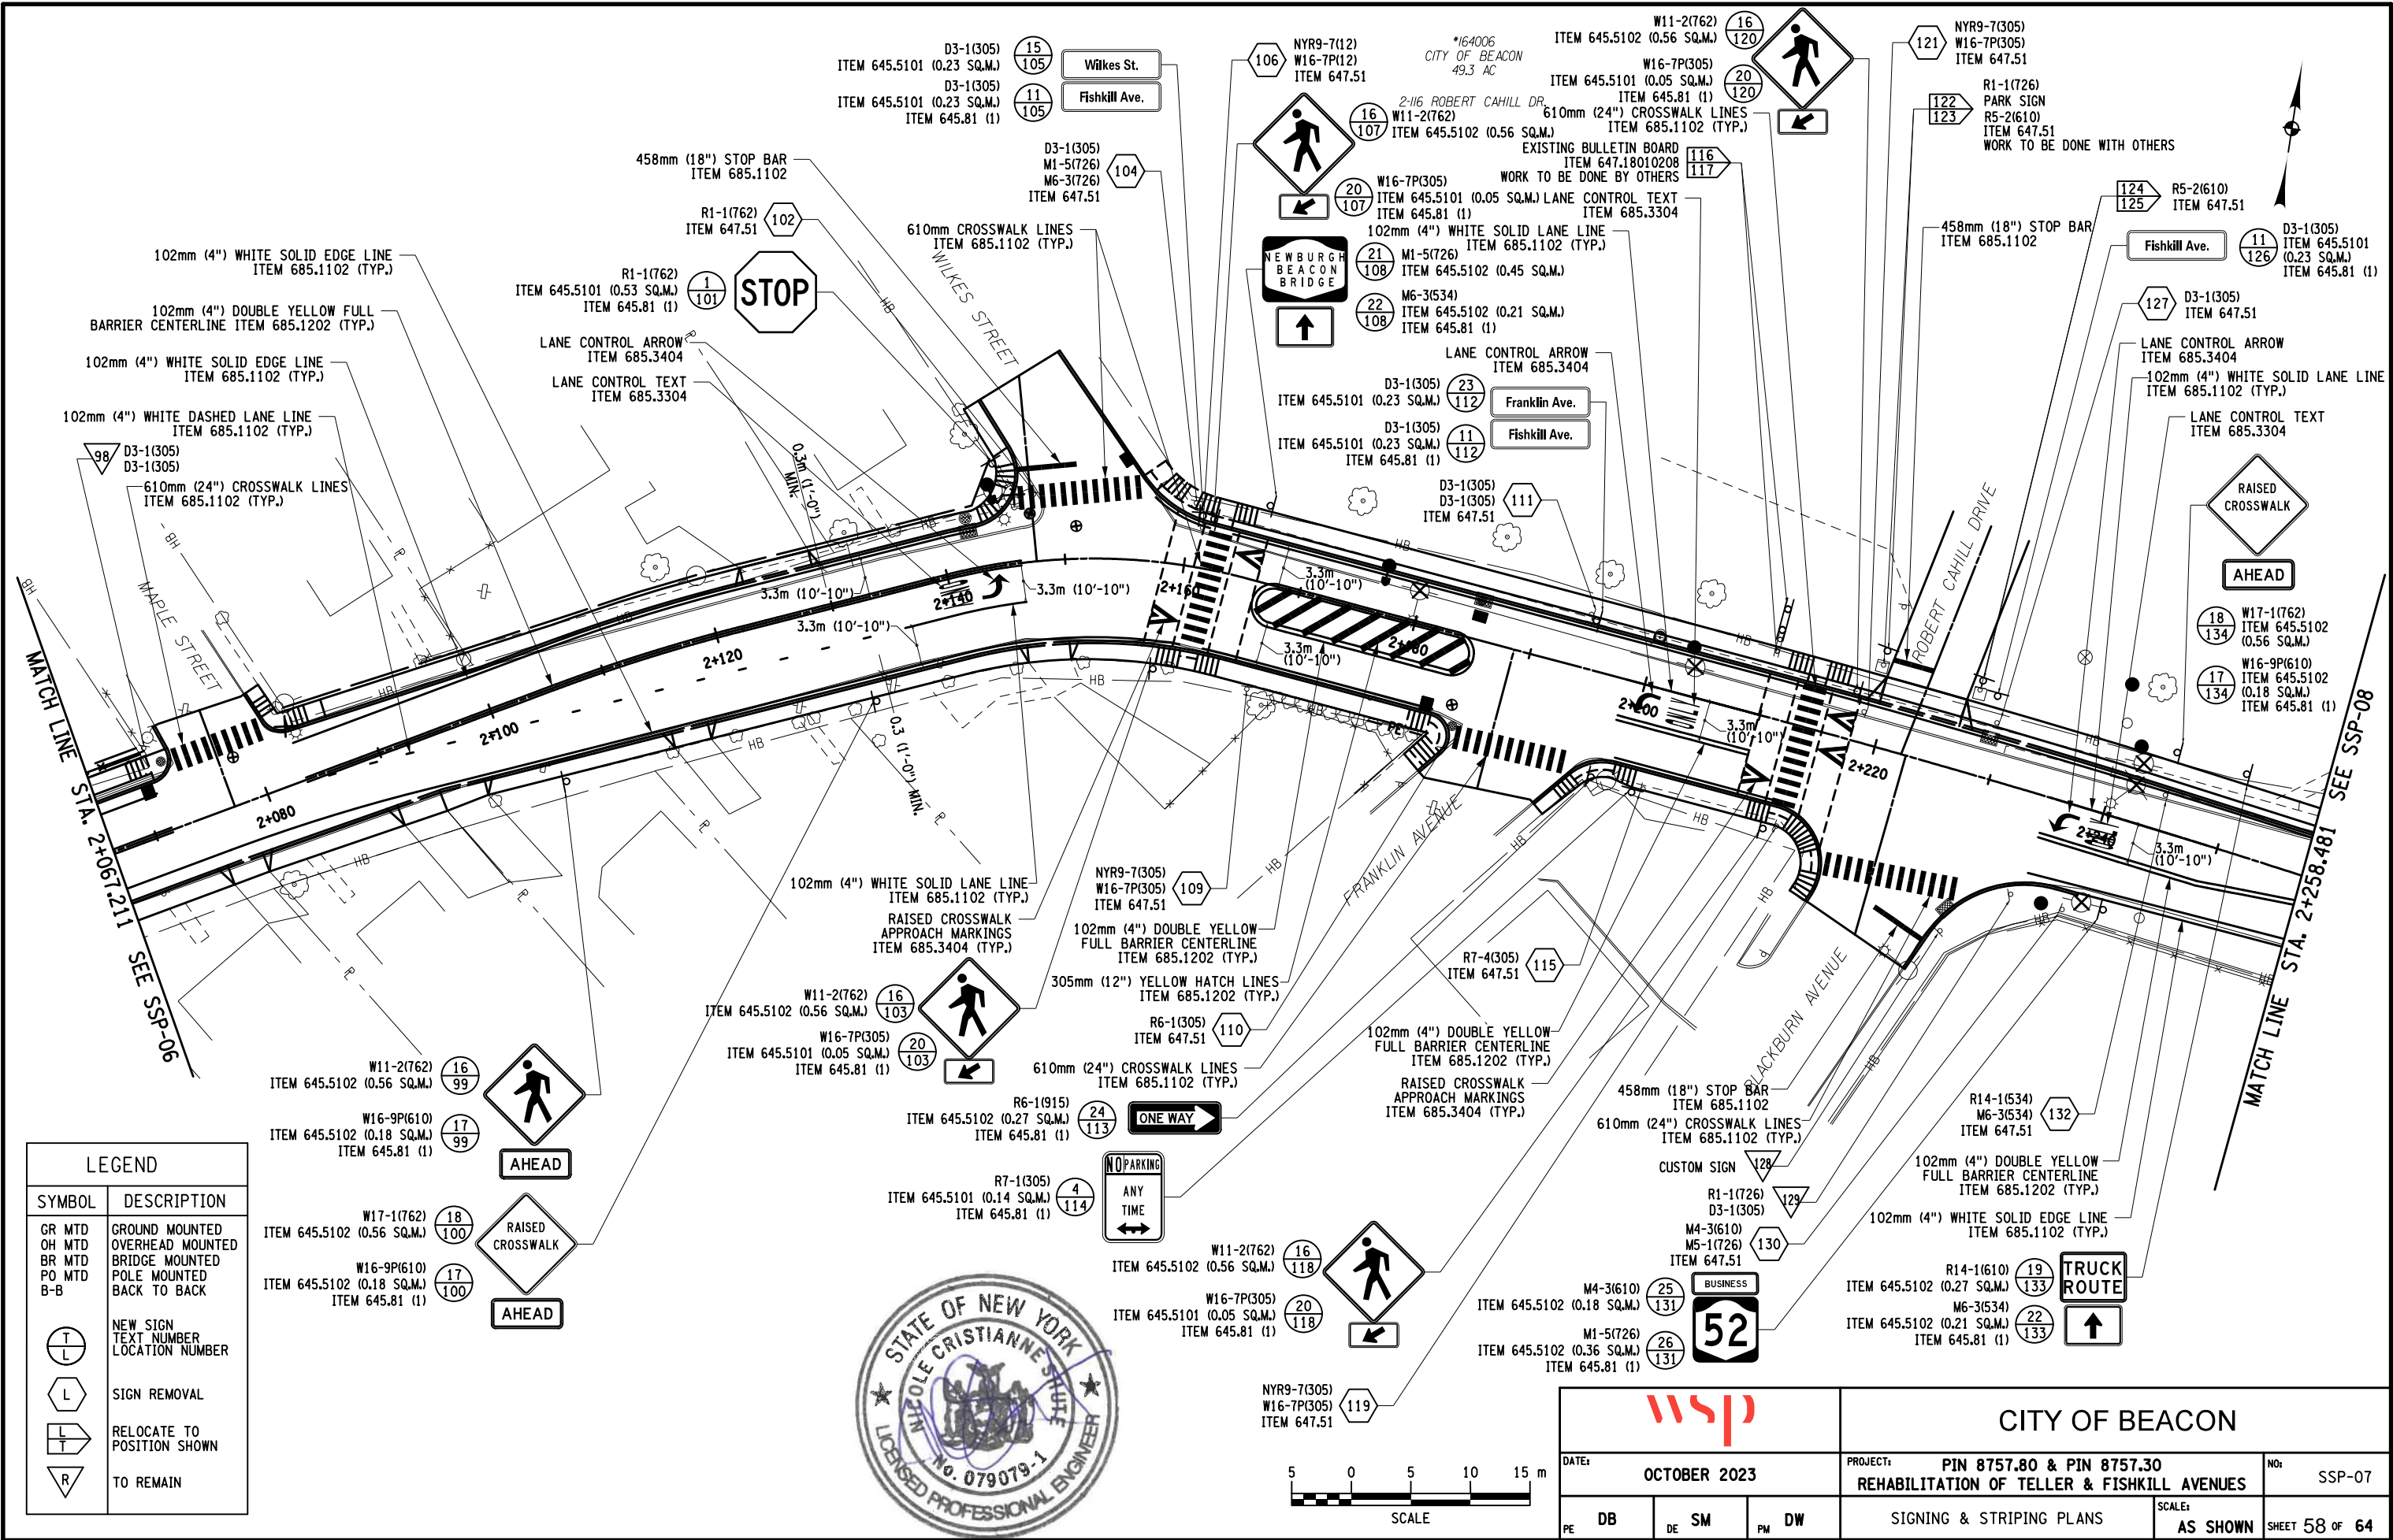 D3-1(305)
ITEM 645.5101 (0.23 SQ.M.)
15
105
Wilkes St.
D3-1(305)
ITEM 645.5101 (0.23 SQ.M.)
ITEM 645.81 (1)
11
105
Fishkill Ave.
106
NYR9-7(12)
W16-7P(12)
ITEM 647.51
*164006
CITY OF BEACON
49.3 AC
2-116 ROBERT CAHILL DR.
W11-2(762)
ITEM 645.5102 (0.56 SQ.M.)
16
120
W16-7P(305)
ITEM 645.5101 (0.05 SQ.M.)
ITEM 645.81 (1)
20
120
610mm (24") CROSSWALK LINES
ITEM 685.1102 (TYP.)
121
NYR9-7(305)
W16-7P(305)
ITEM 647.51
122
123
R1-1(726)
PARK SIGN
R5-2(610)
ITEM 647.51
WORK TO BE DONE WITH OTHERS
458mm (18") STOP BAR
ITEM 685.1102
D3-1(305)
M1-5(726)
M6-3(726)
ITEM 647.51
104
16
107
W11-2(762)
ITEM 645.5102 (0.56 SQ.M.)
EXISTING BULLETIN BOARD
ITEM 647.18010208
WORK TO BE DONE BY OTHERS
116
117
20
107
W16-7P(305)
ITEM 645.5101 (0.05 SQ.M.)
ITEM 645.81 (1)
LANE CONTROL TEXT
ITEM 685.3304
124
125
R5-2(610)
ITEM 647.51
R1-1(762)
ITEM 647.51
102
610mm CROSSWALK LINES
ITEM 685.1102 (TYP.)
102mm (4") WHITE SOLID LANE LINE
ITEM 685.1102 (TYP.)
458mm (18") STOP BAR
ITEM 685.1102
Fishkill Ave.
11
126
D3-1(305)
ITEM 645.5101
(0.23 SQ.M.)
ITEM 645.81 (1)
102mm (4") WHITE SOLID EDGE LINE
ITEM 685.1102 (TYP.)
R1-1(762)
ITEM 645.5101 (0.53 SQ.M.)
ITEM 645.81 (1)
1
101
STOP
WILKES STREET
NEWBURGH
BEACON
BRIDGE
21
108
M1-5(726)
ITEM 645.5102 (0.45 SQ.M.)
22
108
M6-3(534)
ITEM 645.5102 (0.21 SQ.M.)
ITEM 645.81 (1)
127
D3-1(305)
ITEM 647.51
102mm (4") DOUBLE YELLOW FULL
BARRIER CENTERLINE ITEM 685.1202 (TYP.)
LANE CONTROL ARROW
ITEM 685.3404
LANE CONTROL ARROW
ITEM 685.3404
LANE CONTROL ARROW
ITEM 685.3404
102mm (4") WHITE SOLID EDGE LINE
ITEM 685.1102 (TYP.)
LANE CONTROL TEXT
ITEM 685.3304
D3-1(305)
ITEM 645.5101 (0.23 SQ.M.)
23
112
Franklin Ave.
102mm (4") WHITE SOLID LANE LINE
ITEM 685.1102 (TYP.)
102mm (4") WHITE DASHED LANE LINE
ITEM 685.1102 (TYP.)
D3-1(305)
ITEM 645.5101 (0.23 SQ.M.)
ITEM 645.81 (1)
11
112
Fishkill Ave.
LANE CONTROL TEXT
ITEM 685.3304
98
D3-1(305)
D3-1(305)
610mm (24") CROSSWALK LINES
ITEM 685.1102 (TYP.)
0.3m (1'-0")
MIN.
D3-1(305)
D3-1(305)
ITEM 647.51
111
RAISED
CROSSWALK
AHEAD
18
134
W17-1(762)
ITEM 645.5102
(0.56 SQ.M.)
17
134
W16-9P(610)
ITEM 645.5102
(0.18 SQ.M.)
ITEM 645.81 (1)
MAPLE STREET
ROBERT CAHILL DRIVE
3.3m (10'-10")
3.3m (10'-10")
3.3m (10'-10")
3.3m
(10'-10")
3.3m
(10'-10")
3.3m
(10'-10")
3.3m
(10'-10")
2+080
2+100
2+120
2+140
2+160
2+180
2+200
2+220
2+240
HB
MATCH LINE STA. 2+067.211 SEE SSP-06
MATCH LINE STA. 2+258.481 SEE SSP-08
0.3 (1'-0") MIN.
FRANKLIN AVENUE
BLACKBURN AVENUE
102mm (4") WHITE SOLID LANE LINE
ITEM 685.1102 (TYP.)
RAISED CROSSWALK
APPROACH MARKINGS
ITEM 685.3404 (TYP.)
NYR9-7(305)
W16-7P(305)
ITEM 647.51
109
102mm (4") DOUBLE YELLOW
FULL BARRIER CENTERLINE
ITEM 685.1202 (TYP.)
305mm (12") YELLOW HATCH LINES
ITEM 685.1202 (TYP.)
R7-4(305)
ITEM 647.51
115
W11-2(762)
ITEM 645.5102 (0.56 SQ.M.)
16
103
W16-7P(305)
ITEM 645.5101 (0.05 SQ.M.)
ITEM 645.81 (1)
20
103
R6-1(305)
ITEM 647.51
110
610mm (24") CROSSWALK LINES
ITEM 685.1102 (TYP.)
102mm (4") DOUBLE YELLOW
FULL BARRIER CENTERLINE
ITEM 685.1202 (TYP.)
RAISED CROSSWALK
APPROACH MARKINGS
ITEM 685.3404 (TYP.)
W11-2(762)
ITEM 645.5102 (0.56 SQ.M.)
16
99
W16-9P(610)
ITEM 645.5102 (0.18 SQ.M.)
ITEM 645.81 (1)
17
99
AHEAD
R6-1(915)
ITEM 645.5102 (0.27 SQ.M.)
ITEM 645.81 (1)
24
113
ONE WAY
458mm (18") STOP BAR
ITEM 685.1102
610mm (24") CROSSWALK LINES
ITEM 685.1102 (TYP.)
CUSTOM SIGN
128
R1-1(726)
D3-1(305)
129
R14-1(534)
M6-3(534)
ITEM 647.51
132
102mm (4") DOUBLE YELLOW
FULL BARRIER CENTERLINE
ITEM 685.1202 (TYP.)
102mm (4") WHITE SOLID EDGE LINE
ITEM 685.1102 (TYP.)
R7-1(305)
ITEM 645.5101 (0.14 SQ.M.)
ITEM 645.81 (1)
4
114
NO PARKING
ANY
TIME
M4-3(610)
M5-1(726)
ITEM 647.51
130
W17-1(762)
ITEM 645.5102 (0.56 SQ.M.)
18
100
RAISED
CROSSWALK
W16-9P(610)
ITEM 645.5102 (0.18 SQ.M.)
ITEM 645.81 (1)
17
100
AHEAD
W11-2(762)
ITEM 645.5102 (0.56 SQ.M.)
16
118
W16-7P(305)
ITEM 645.5101 (0.05 SQ.M.)
ITEM 645.81 (1)
20
118
M4-3(610)
ITEM 645.5102 (0.18 SQ.M.)
25
131
BUSINESS
52
M1-5(726)
ITEM 645.5102 (0.36 SQ.M.)
ITEM 645.81 (1)
26
131
R14-1(610)
ITEM 645.5102 (0.27 SQ.M.)
19
133
TRUCK
ROUTE
M6-3(534)
ITEM 645.5102 (0.21 SQ.M.)
ITEM 645.81 (1)
22
133
NYR9-7(305)
W16-7P(305)
ITEM 647.51
119
LEGEND
SYMBOL DESCRIPTION
GR MTD GROUND MOUNTED
OH MTD OVERHEAD MOUNTED
BR MTD BRIDGE MOUNTED
PO MTD POLE MOUNTED
B-B BACK TO BACK
T
L
NEW SIGN
TEXT NUMBER
LOCATION NUMBER
L SIGN REMOVAL
L
T
RELOCATE TO
POSITION SHOWN
R TO REMAIN
STATE OF NEW YORK
NICOLE CRISTIANNE SHUTE
No. 079079-1
LICENSED PROFESSIONAL ENGINEER
5 0 5 10 15 m
SCALE
wsp
CITY OF BEACON
DATE: OCTOBER 2023
PROJECT: PIN 8757.80 & PIN 8757.30
REHABILITATION OF TELLER & FISHKILL AVENUES
NO: SSP-07
PE DB DE SM PM DW
SIGNING & STRIPING PLANS
SCALE: AS SHOWN
SHEET 58 OF 64